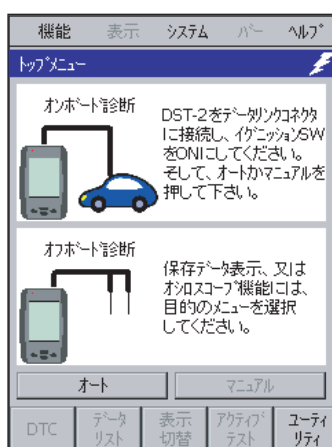 機能 表示 システム バー ヘルプ
トップメニュー
オンボード診断
DST-2をデータリンクコネクタ
に接続し、イグニッションSW
をONにしてください。
そして、オートかマニュアルを
押して下さい。
オフボード診断
保存データ表示、又は
オシロスコープ機能には、
目的のメニューを選択
してください。
オート マニュアル
DTC データ 表示 アクティブ ユーティ
リスト 切替 テスト リティ